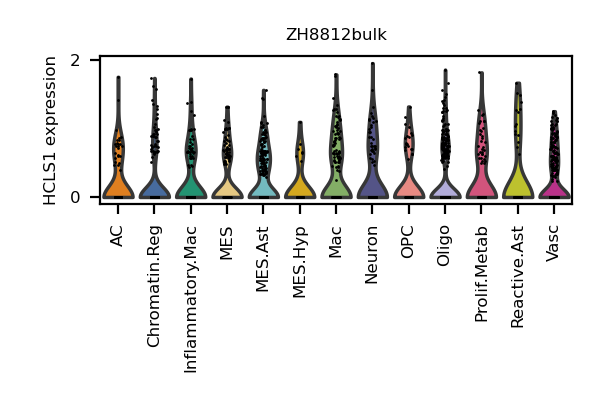 ZH8812bulk
HCLS1 expression
2
0
AC
Chromatin.Reg
Inflammatory.Mac
MES
MES.Ast
MES.Hyp
Mac
Neuron
OPC
Oligo
Prolif.Metab
Reactive.Ast
Vasc